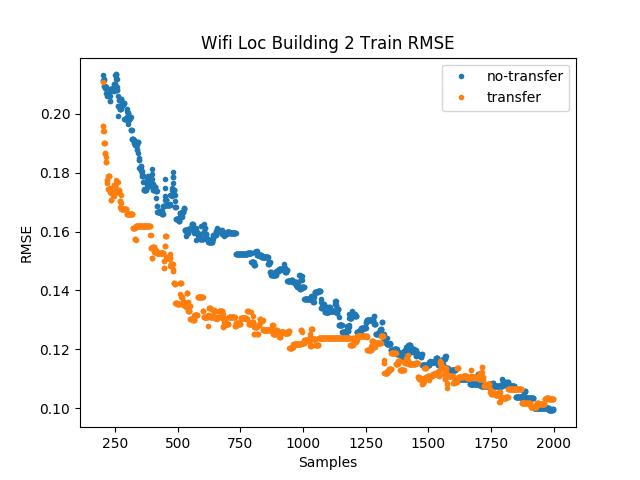 Wifi Loc Building 2 Train RMSE
no-transfer
transfer
RMSE
0.20
0.18
0.16
0.14
0.12
0.10
250 500 750 1000 1250 1500 1750 2000
Samples